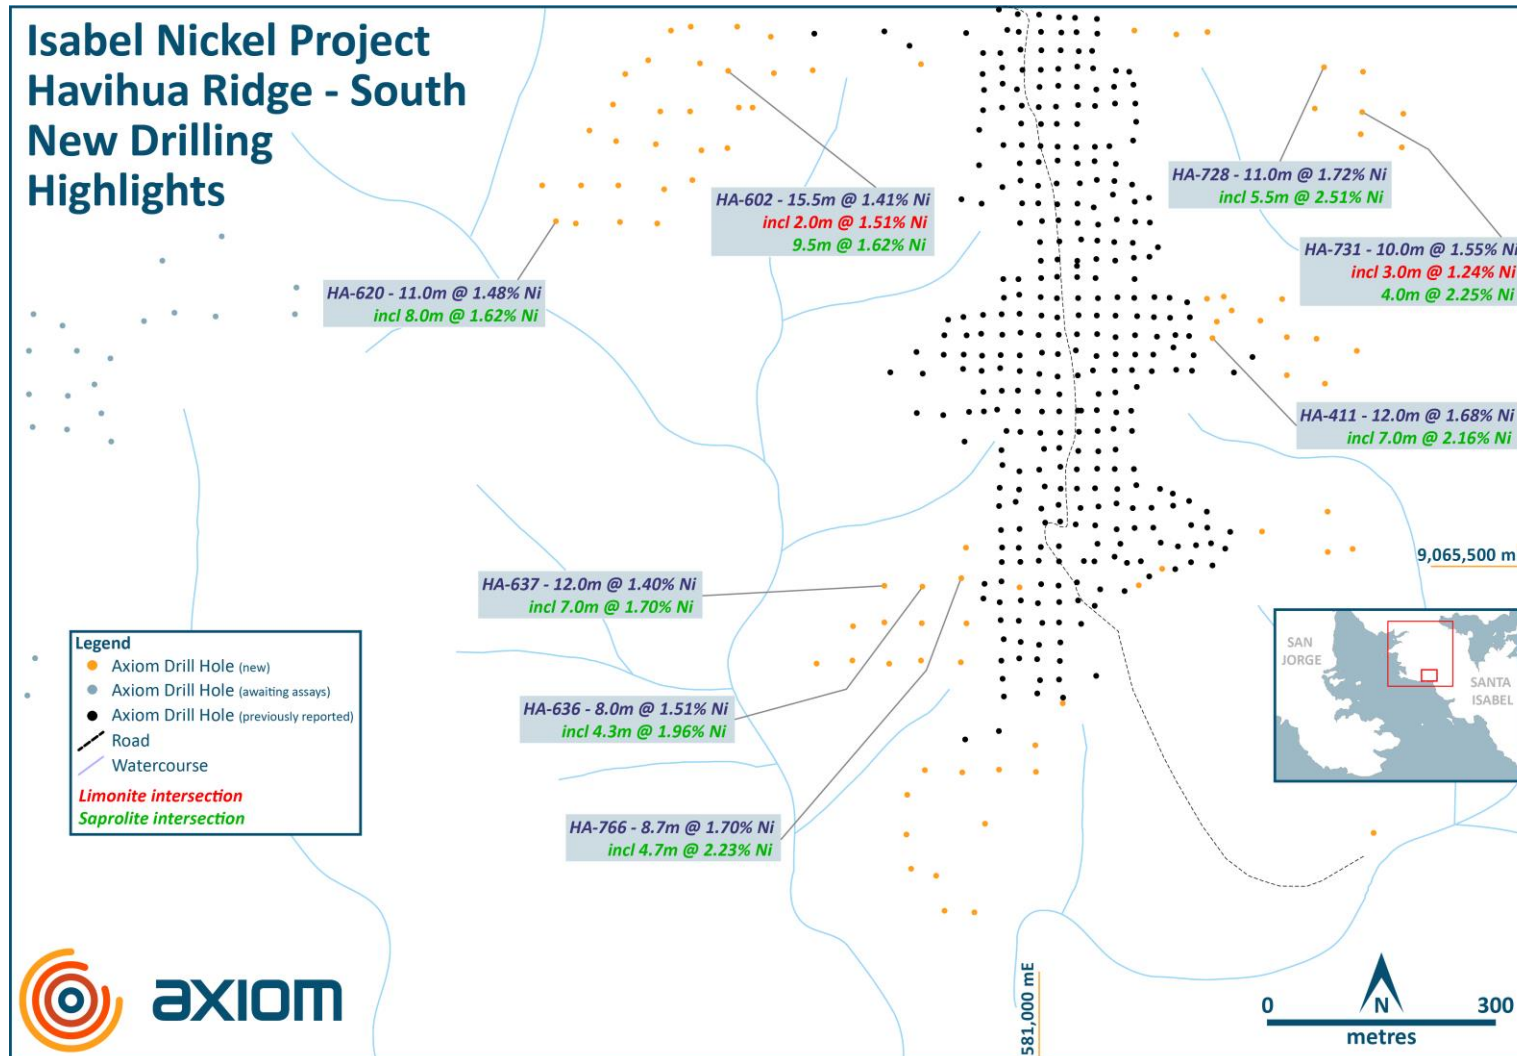 Isabel Nickel Project
Havihua Ridge - South
New Drilling
Highlights
HA-602 - 15.5m @ 1.41% Ni
incl 2.0m @ 1.51% Ni
9.5m @ 1.62% Ni
HA-728 - 11.0m @ 1.72% Ni
incl 5.5m @ 2.51% Ni
HA-731 - 10.0m @ 1.55% Ni
incl 3.0m @ 1.24% Ni
4.0m @ 2.25% Ni
HA-620 - 11.0m @ 1.48% Ni
incl 8.0m @ 1.62% Ni
HA-411 - 12.0m @ 1.68% Ni
incl 7.0m @ 2.16% Ni
9,065,500 m
HA-637 - 12.0m @ 1.40% Ni
incl 7.0m @ 1.70% Ni
HA-636 - 8.0m @ 1.51% Ni
incl 4.3m @ 1.96% Ni
HA-766 - 8.7m @ 1.70% Ni
incl 4.7m @ 2.23% Ni
Legend
Axiom Drill Hole (new)
Axiom Drill Hole (awaiting assays)
Axiom Drill Hole (previously reported)
Road
Watercourse
Limonite intersection
Saprolite intersection
SAN
JORGE
SANTA
ISABEL
axiom
581,000 mE
N
0 300
metres